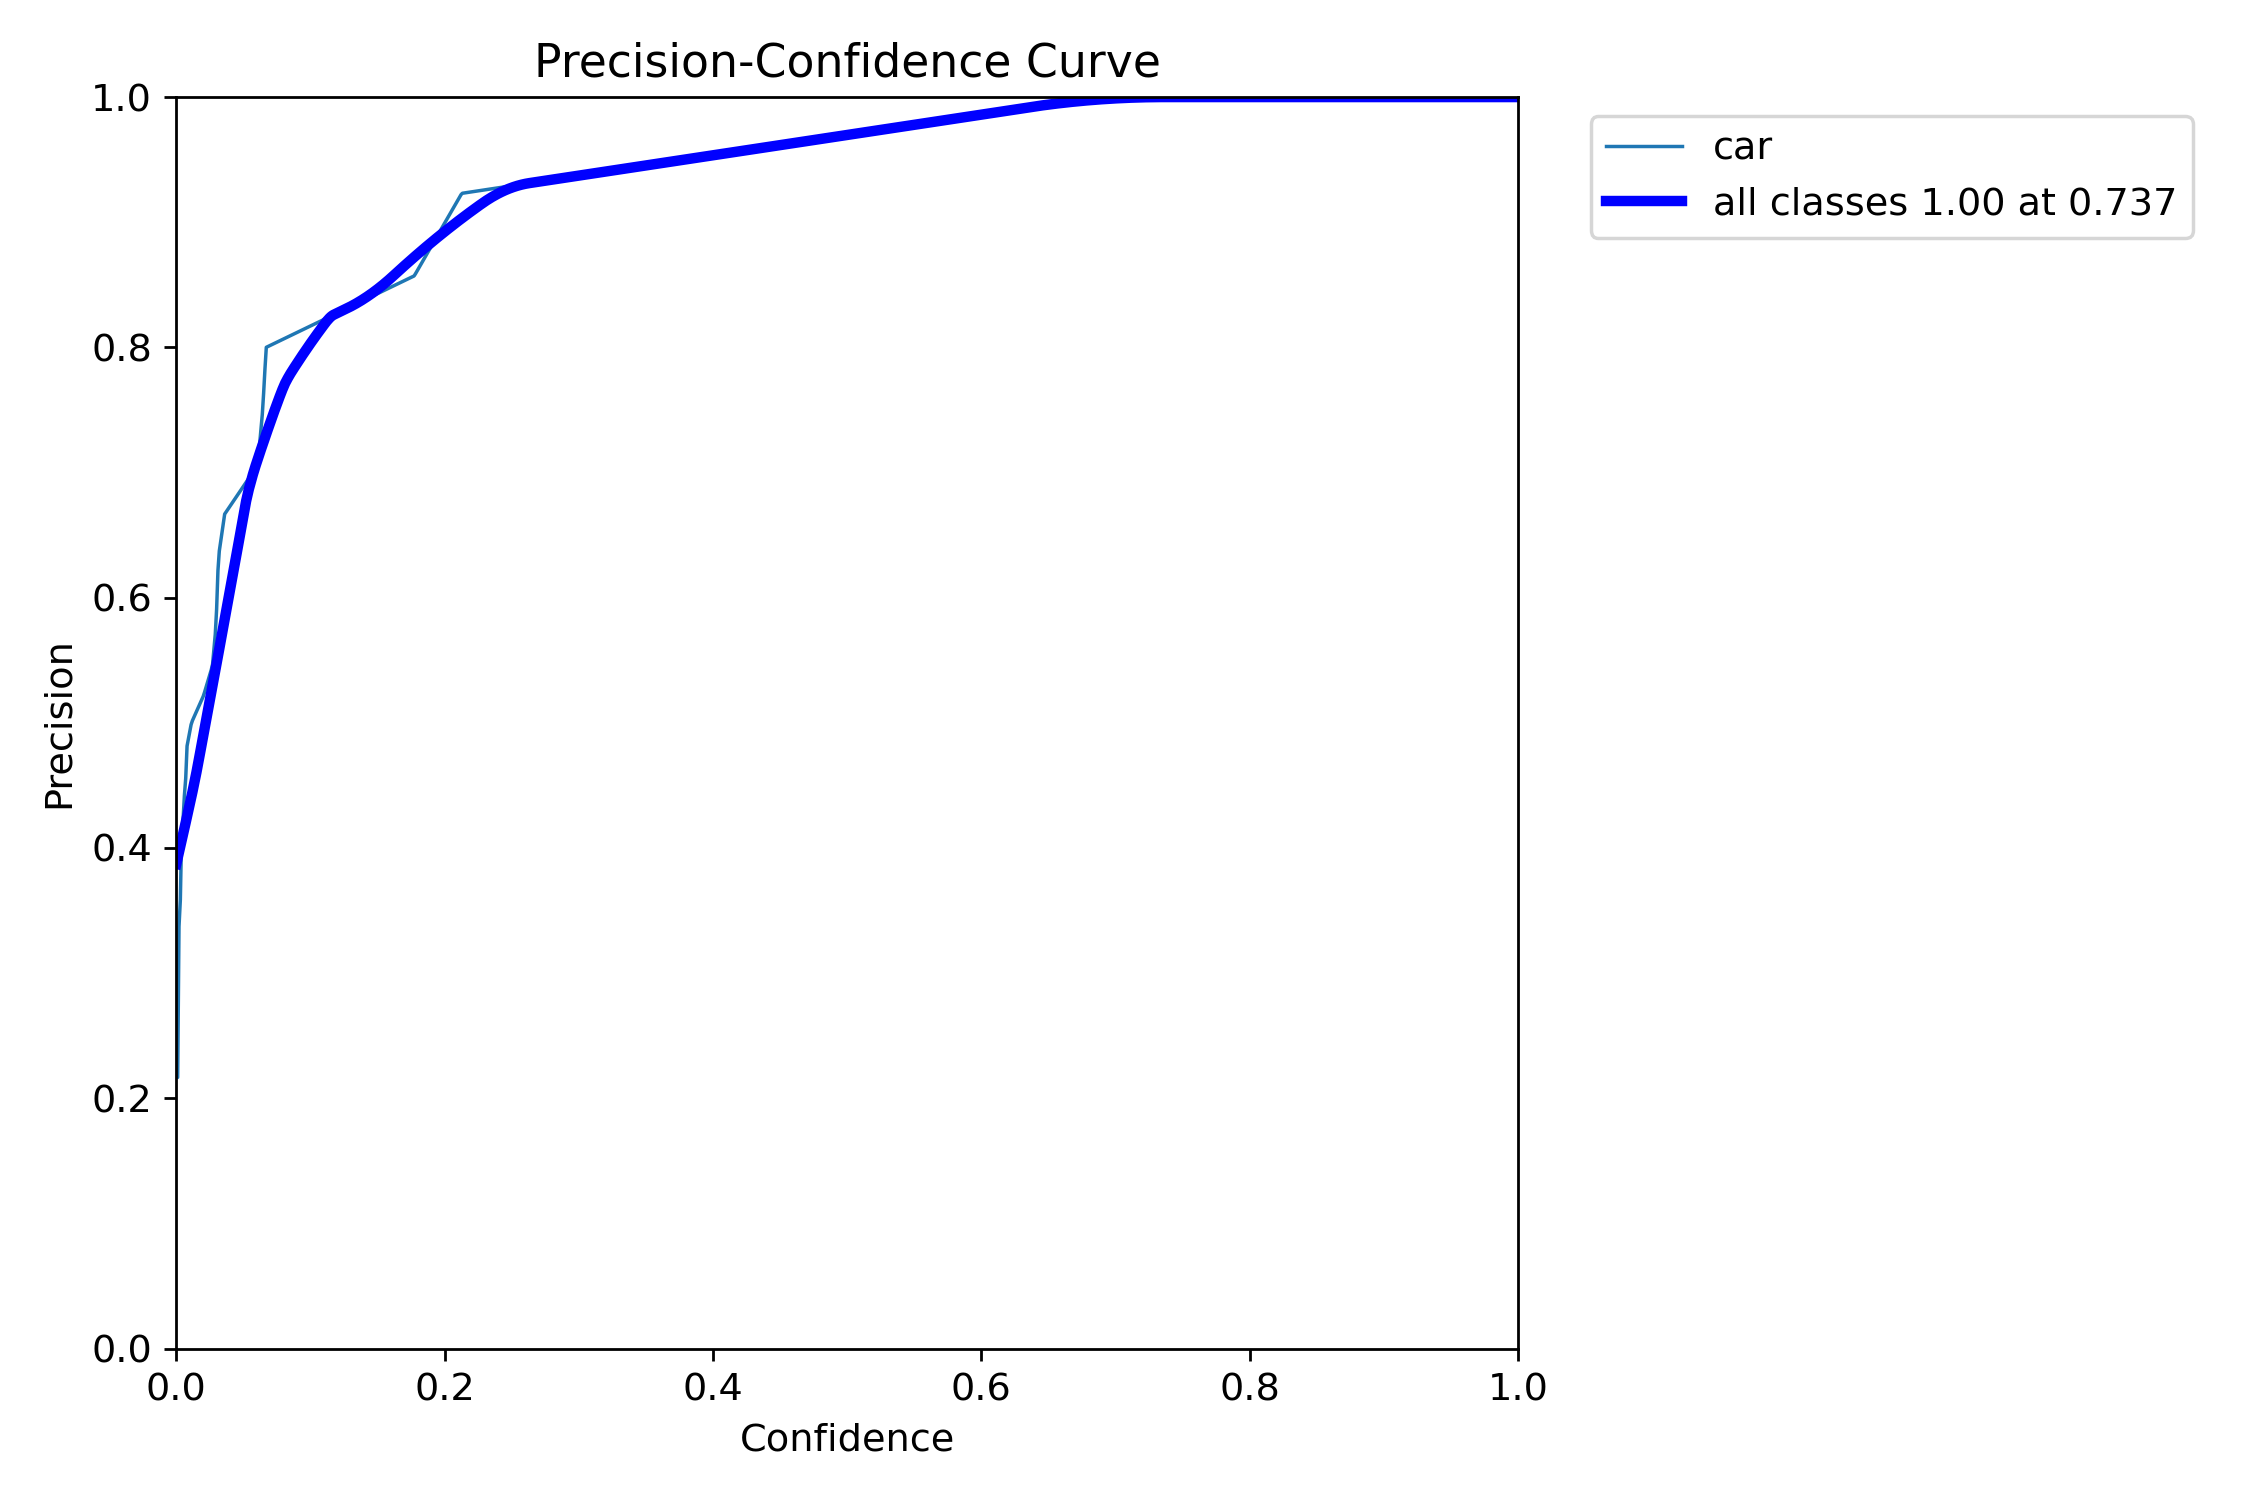 Precision-Confidence Curve
1.0
0.8
0.6
0.4
0.2
0.0
Precision
0.0 0.2 0.4 0.6 0.8 1.0
Confidence
car
all classes 1.00 at 0.737